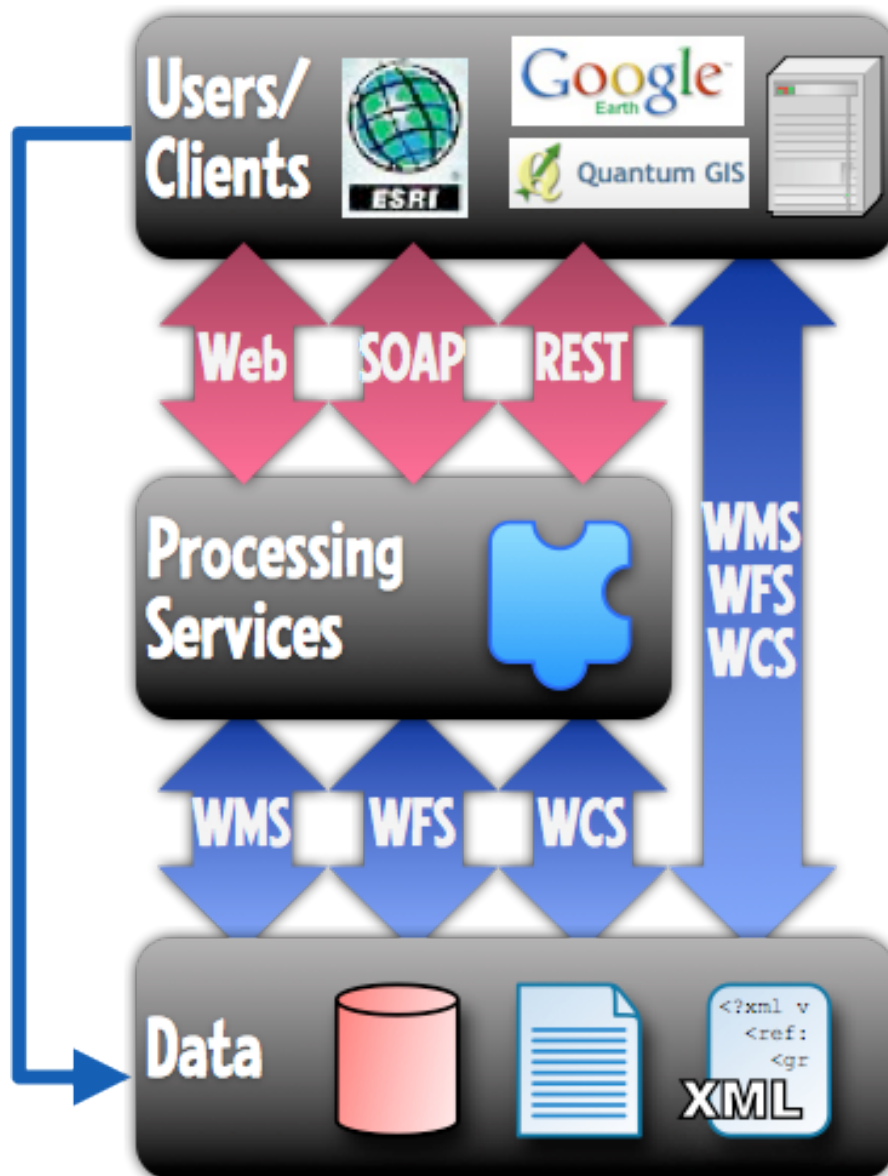 Users/
Clients
ESRI
Google™
Earth
Quantum GIS
Web
SOAP
REST
Processing
Services
WMS
WFS
WCS
WMS
WFS
WCS
Data
<?xml v
<ref:
<gr
XML